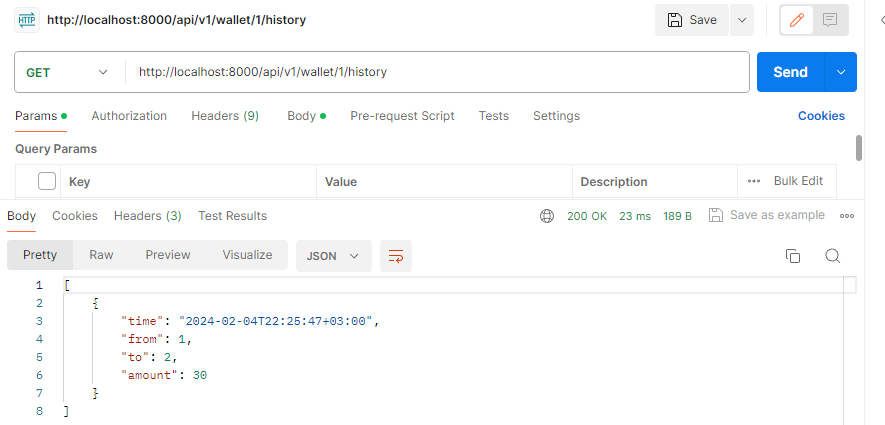 HTTP http://localhost:8000/api/v1/wallet/1/history Save
GET http://localhost:8000/api/v1/wallet/1/history Send
Params Authorization Headers (9) Body Pre-request Script Tests Settings Cookies
Query Params
Key Value Description ••• Bulk Edit
Body Cookies Headers (3) Test Results 200 OK 23 ms 189 B Save as example
Pretty Raw Preview Visualize JSON
1 [
2 {
3 "time": "2024-02-04T22:25:47+03:00",
4 "from": 1,
5 "to": 2,
6 "amount": 30
7 }
8 ]